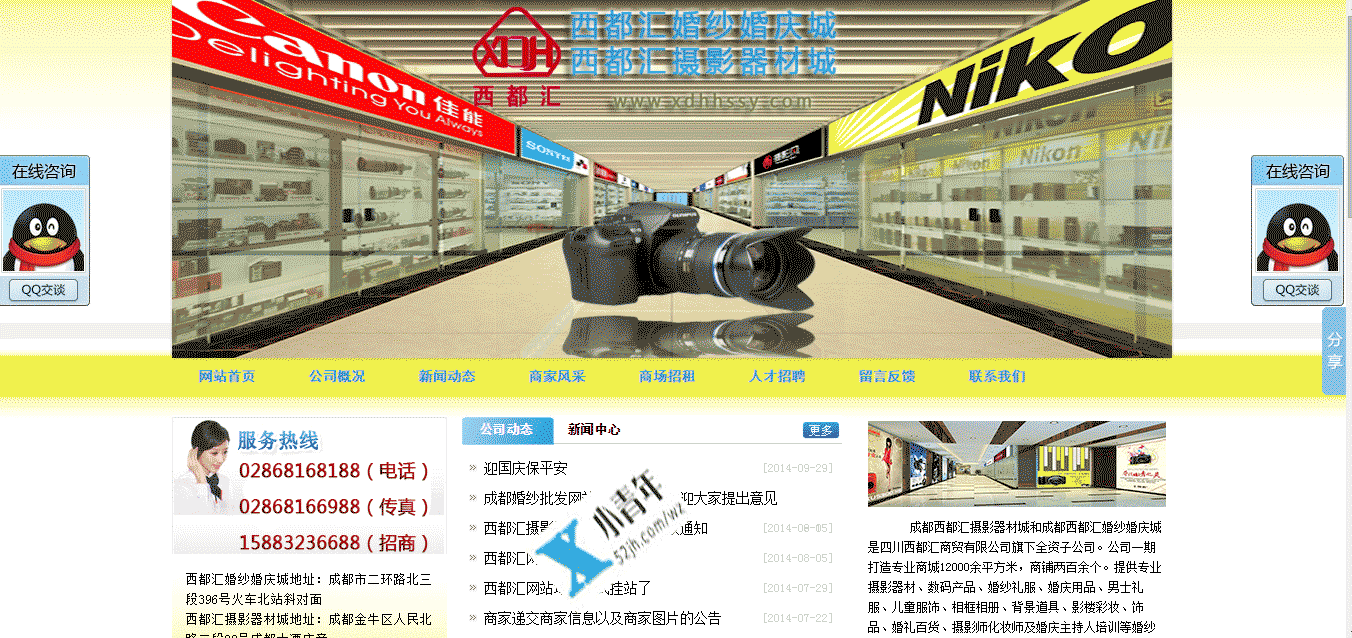 Canon 佳能
Delighting You Always
XDH
西都汇
西都汇婚纱婚庆城
西都汇摄影器材城
www.xdhhssy.com
SONY
Nikon
Nikon
Nikon
在线咨询
QQ交谈
在线咨询
QQ交谈
分享
网站首页 公司概况 新闻动态 商家风采 商场招租 人才招聘 留言反馈 联系我们
服务热线
02868168188（电话）
02868166988（传真）
15883236688（招商）
西都汇婚纱婚庆城地址：成都市二环路北三
段396号火车北站斜对面
西都汇摄影器材城地址：成都金牛区人民北
公司动态 新闻中心 更多
» 迎国庆保平安 [2014-09-29]
» 成都婚纱批发网站 迎大家提出意见
» 西都汇摄影 通知 [2014-08-05]
» 西都汇网 [2014-08-05]
» 西都汇网站 挂站了 [2014-07-29]
» 商家递交商家信息以及商家图片的公告 [2014-07-22]
小青年
52jh.com/wz
成都西都汇摄影器材城和成都西都汇婚纱婚庆城
是四川西都汇商贸有限公司旗下全资子公司。公司一期
打造专业商城12000余平方米，商铺两百余个。提供专业
摄影器材、数码产品、婚纱礼服、婚庆用品、男士礼
服、儿童服饰、相框相册、背景道具、影楼彩妆、饰
品、婚礼百货、摄影师化妆师及婚庆主持人培训等婚纱